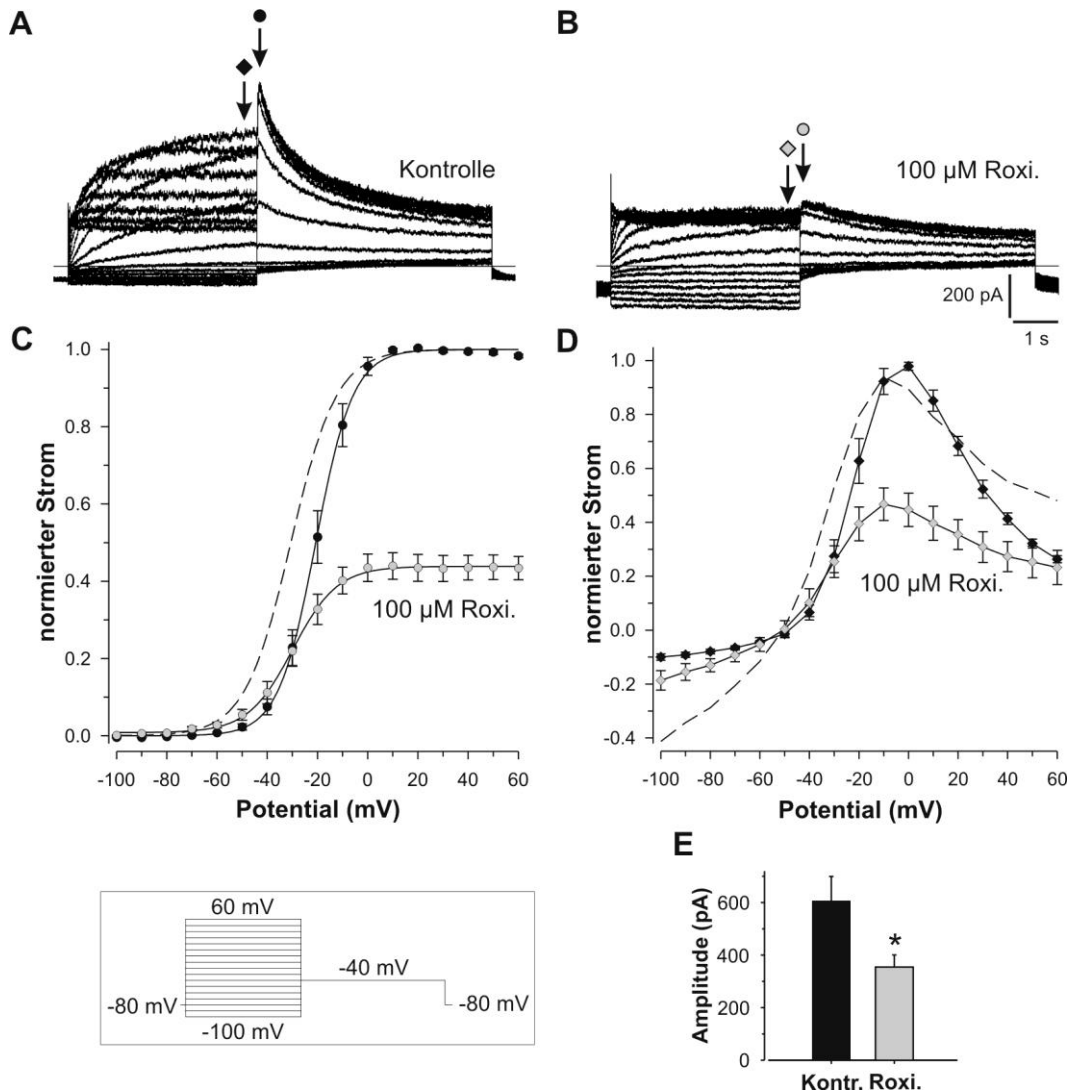 A
Kontrolle
B
100 µM Roxi.
200 pA
1 s
C
1.0
0.8
0.6
0.4
0.2
0.0
normierter Strom
100 µM Roxi.
-100 -80 -60 -40 -20 0 20 40 60
Potential (mV)
D
1.0
0.8
0.6
0.4
0.2
0.0
-0.2
-0.4
normierter Strom
100 µM Roxi.
-100 -80 -60 -40 -20 0 20 40 60
Potential (mV)
60 mV
-40 mV
-80 mV
-80 mV
-100 mV
E
600
400
200
0
Amplitude (pA)
*
Kontr. Roxi.